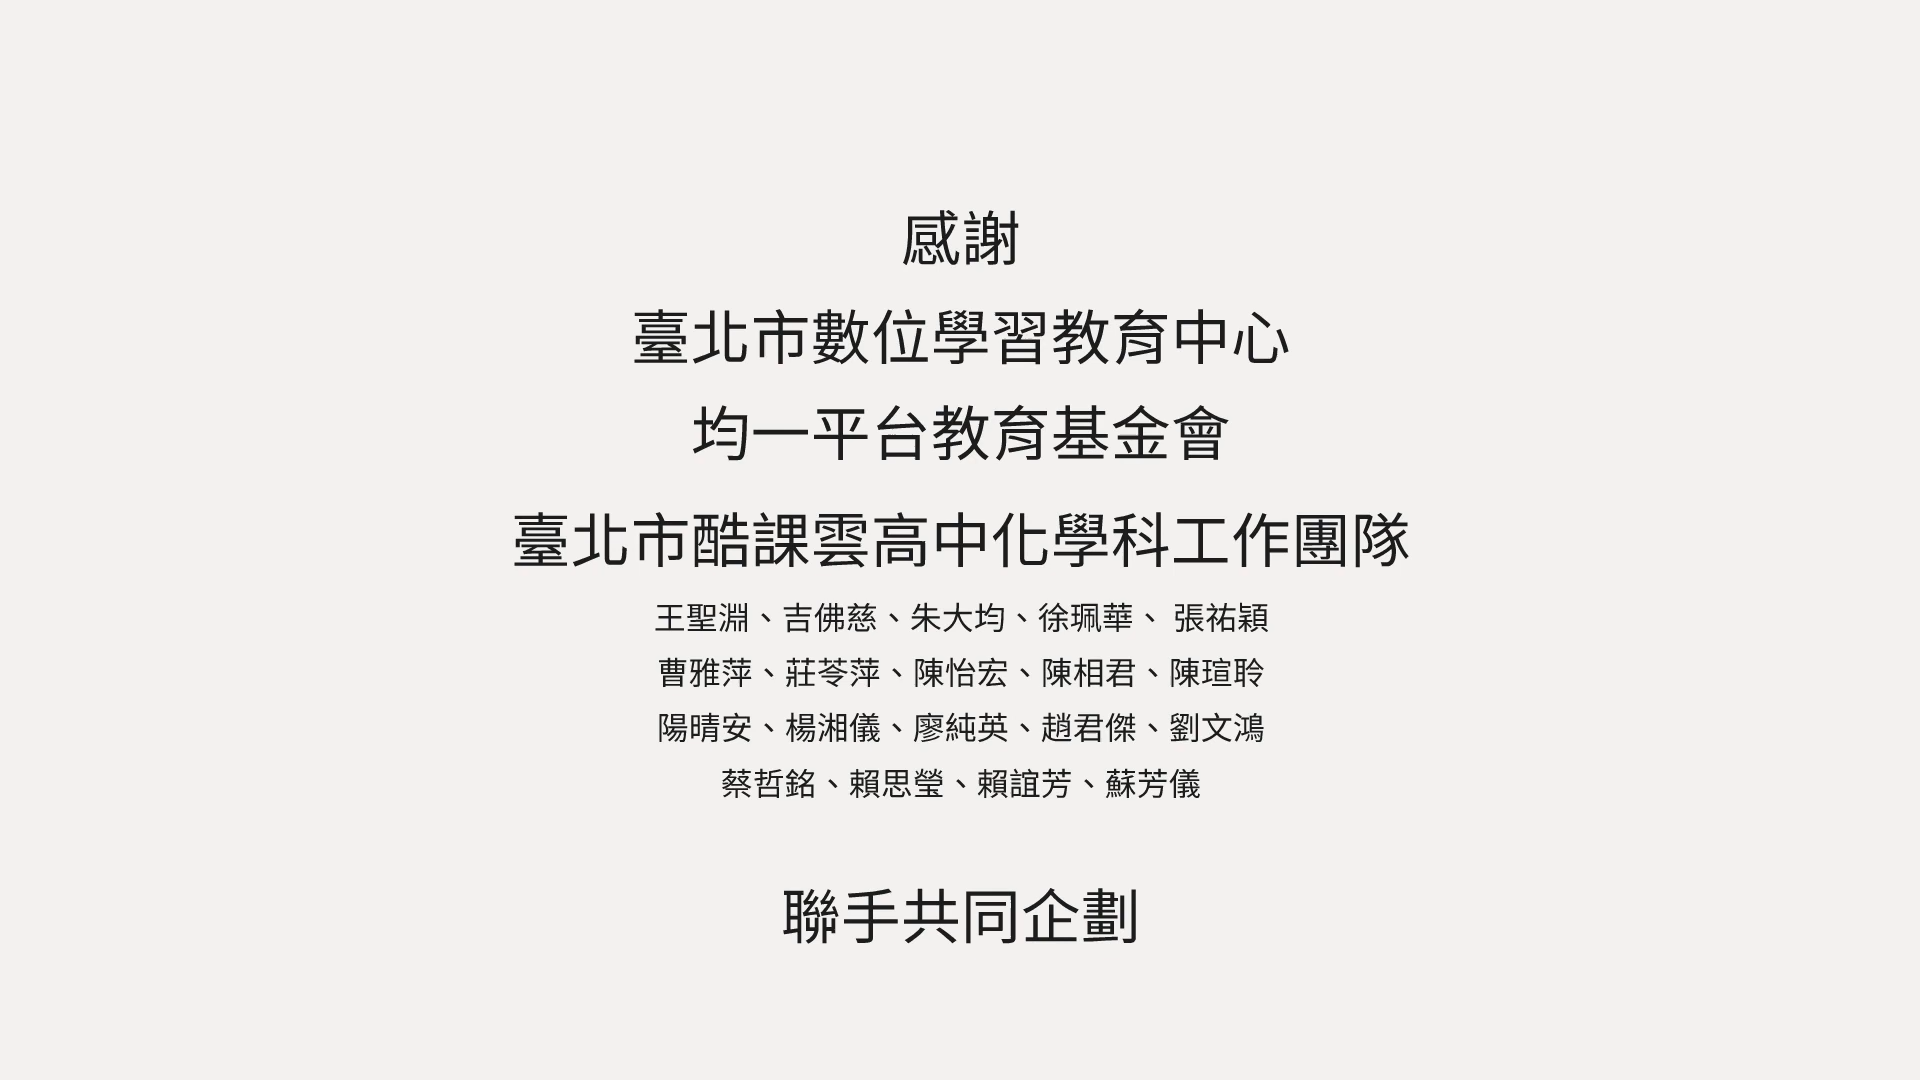 感謝
臺北市數位學習教育中心
均一平台教育基金會
臺北市酷課雲高中化學科工作團隊
王聖淵、吉佛慈、朱大均、徐珮華、 張祐穎
曹雅萍、莊苓萍、陳怡宏、陳相君、陳瑄聆
陽晴安、楊湘儀、廖純英、趙君傑、劉文鴻
蔡哲銘、賴思瑩、賴誼芳、蘇芳儀
聯手共同企劃